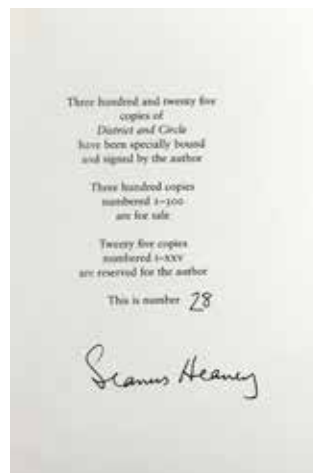 Three hundred and twenty five
copies of
District and Circle
have been specially bound
and signed by the author
Three hundred copies
numbered 1–300
are for sale
Twenty five copies
numbered I–XXV
are reserved for the author
This is number 28
Seamus Heaney